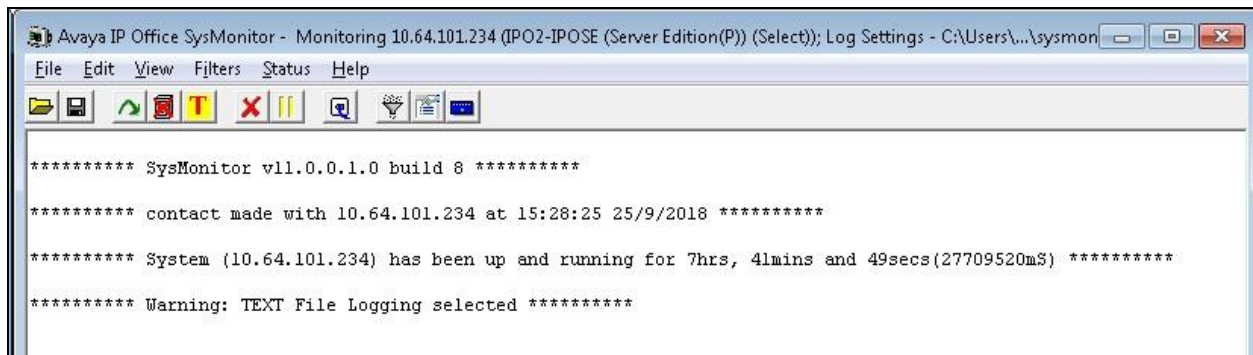 Avaya IP Office SysMonitor - Monitoring 10.64.101.234 (IPO2-IPOSE (Server Edition(P)) (Select)); Log Settings - C:\Users\...\sysmon
File Edit View Filters Status Help
T
********** SysMonitor v11.0.0.1.0 build 8 **********
********** contact made with 10.64.101.234 at 15:28:25 25/9/2018 **********
********** System (10.64.101.234) has been up and running for 7hrs, 41mins and 49secs(27709520mS) **********
********** Warning: TEXT File Logging selected **********